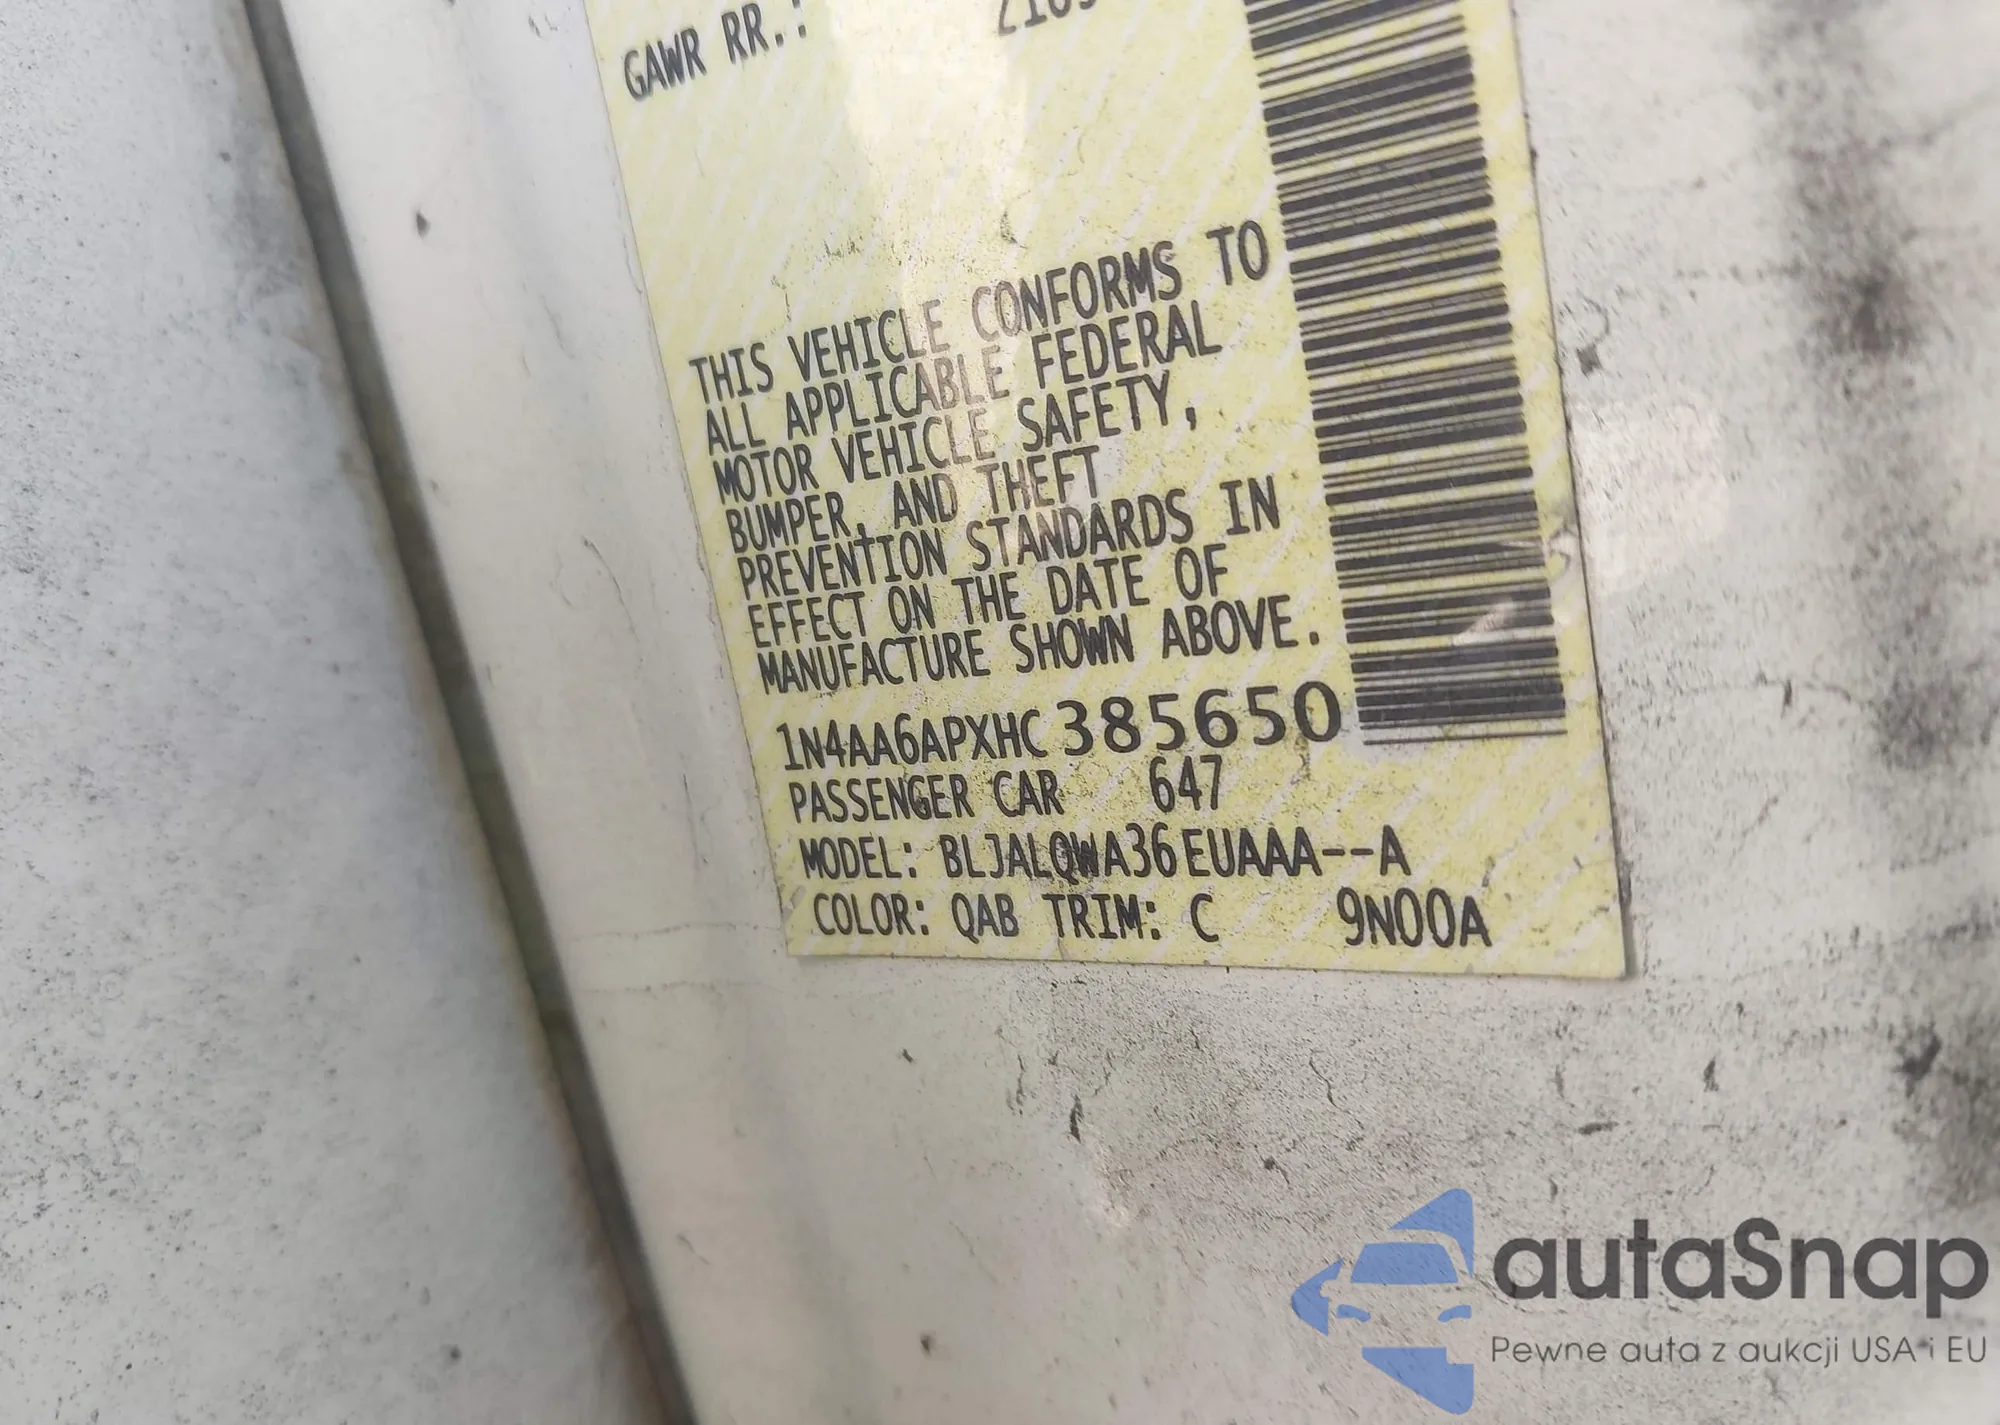 GAWR RR.:
THIS VEHICLE CONFORMS TO
ALL APPLICABLE FEDERAL
MOTOR VEHICLE SAFETY,
BUMPER, AND THEFT
PREVENTION STANDARDS IN
EFFECT ON THE DATE OF
MANUFACTURE SHOWN ABOVE.
1N4AA6APXHC385650
PASSENGER CAR 647
MODEL: BLJALQWA36EUAAA--A
COLOR: QAB TRIM: C 9N00A
autaSnap
Pewne auta z aukcji USA i EU